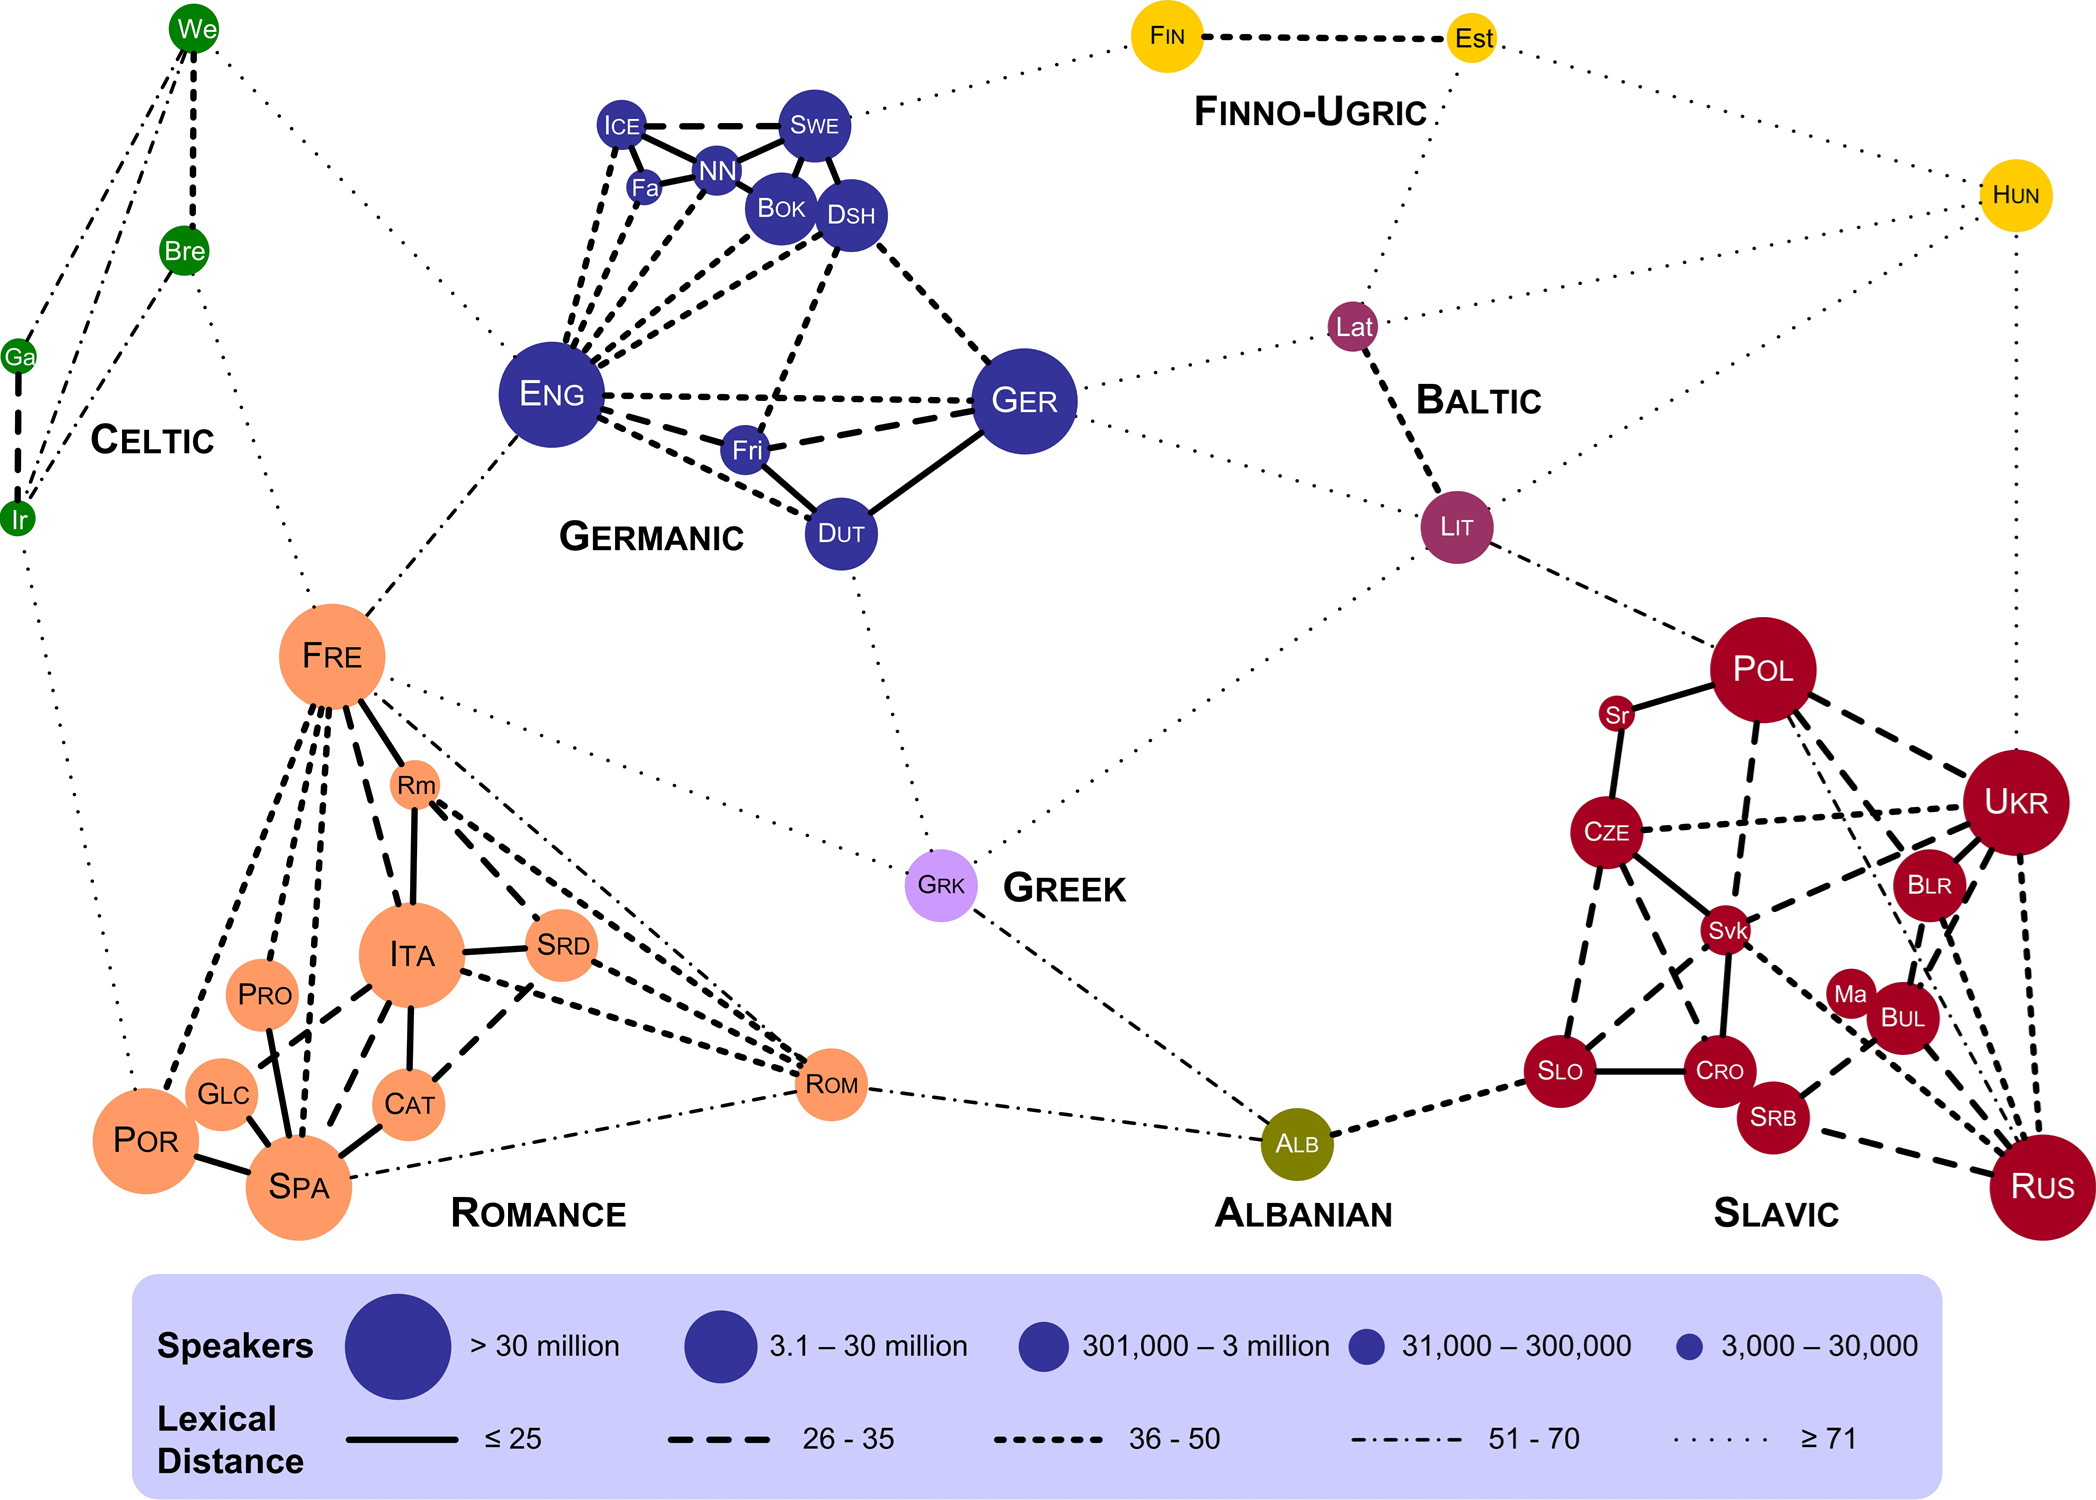 We
FIN
Est
FINNO-UGRIC
ICE
SWE
NN
Fa
BOK
DSH
HUN
Bre
Lat
Ga
ENG
GER
BALTIC
CELTIC
Fri
Ir
GERMANIC
DUT
LIT
FRE
POL
Sr
Rm
UKR
CZE
GRK
GREEK
BLR
ITA
SRD
Svk
PRO
Ma
BUL
GLC
CAT
ROM
SLO
CRO
POR
SRB
ALB
SPA
RUS
ROMANCE
ALBANIAN
SLAVIC
Speakers > 30 million 3.1 – 30 million 301,000 – 3 million 31,000 – 300,000 3,000 – 30,000
Lexical
Distance ≤ 25 26 - 35 36 - 50 51 - 70 ≥ 71